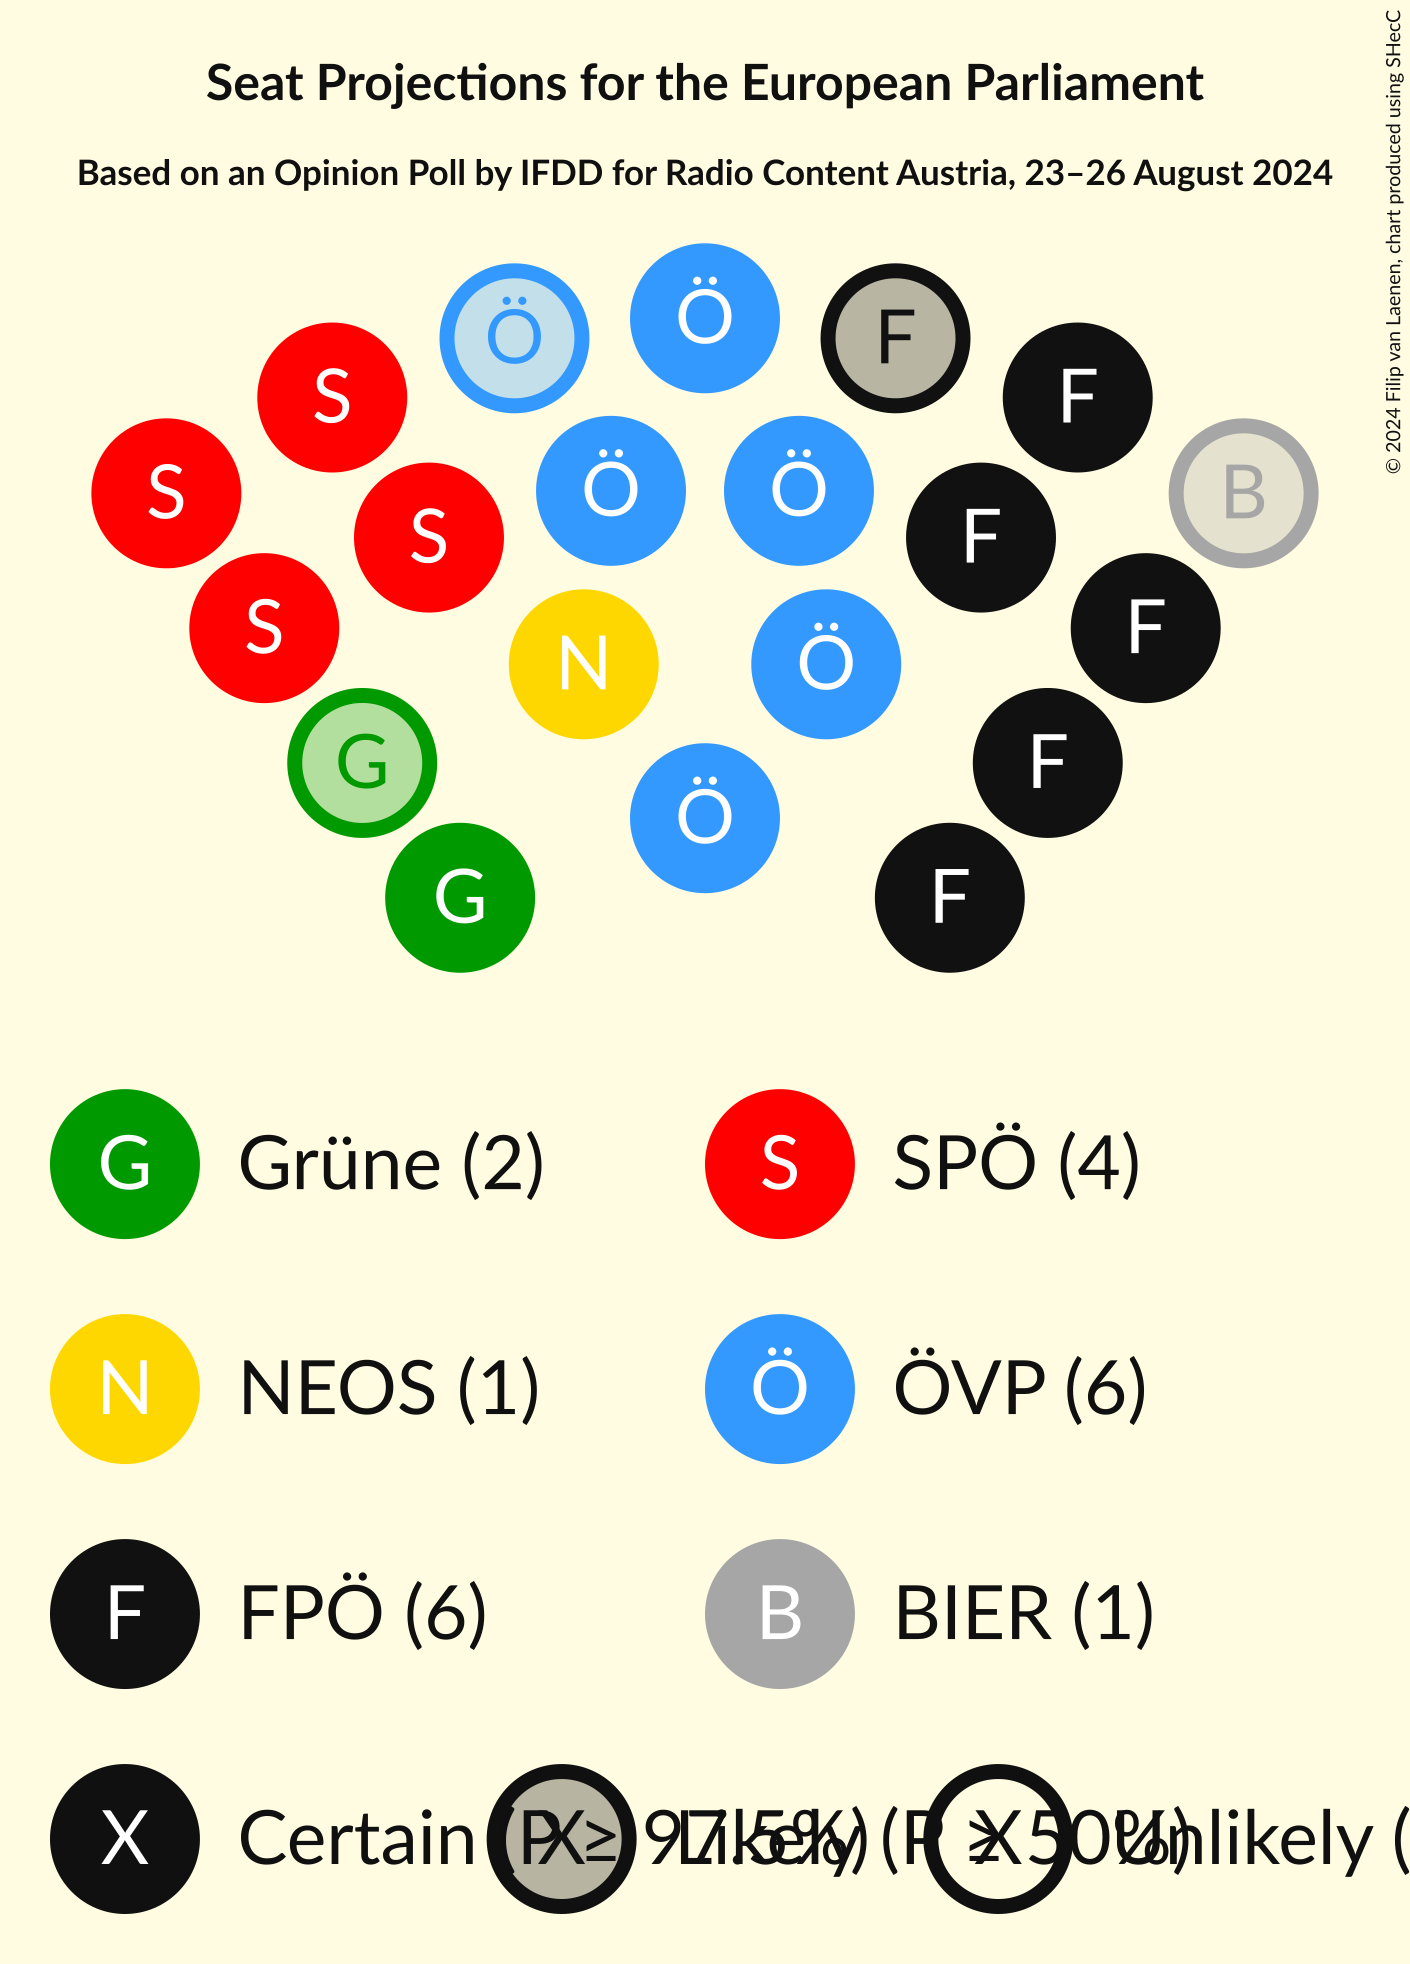 Seat Projections for the European Parliament
Based on an Opinion Poll by IFDD for Radio Content Austria, 23–26 August 2024
© 2024 Filip van Laenen, chart produced using SHecC
Ö
Ö
F
S
F
S
Ö
Ö
B
S
F
S
N
Ö
F
G
Ö
F
G
F
G Grüne (2)
S SPÖ (4)
N NEOS (1)
Ö ÖVP (6)
F FPÖ (6)
B BIER (1)
X Certain (P ≥ 97.5%)
X Likely (P ≥ 50%)
X Unlikely (